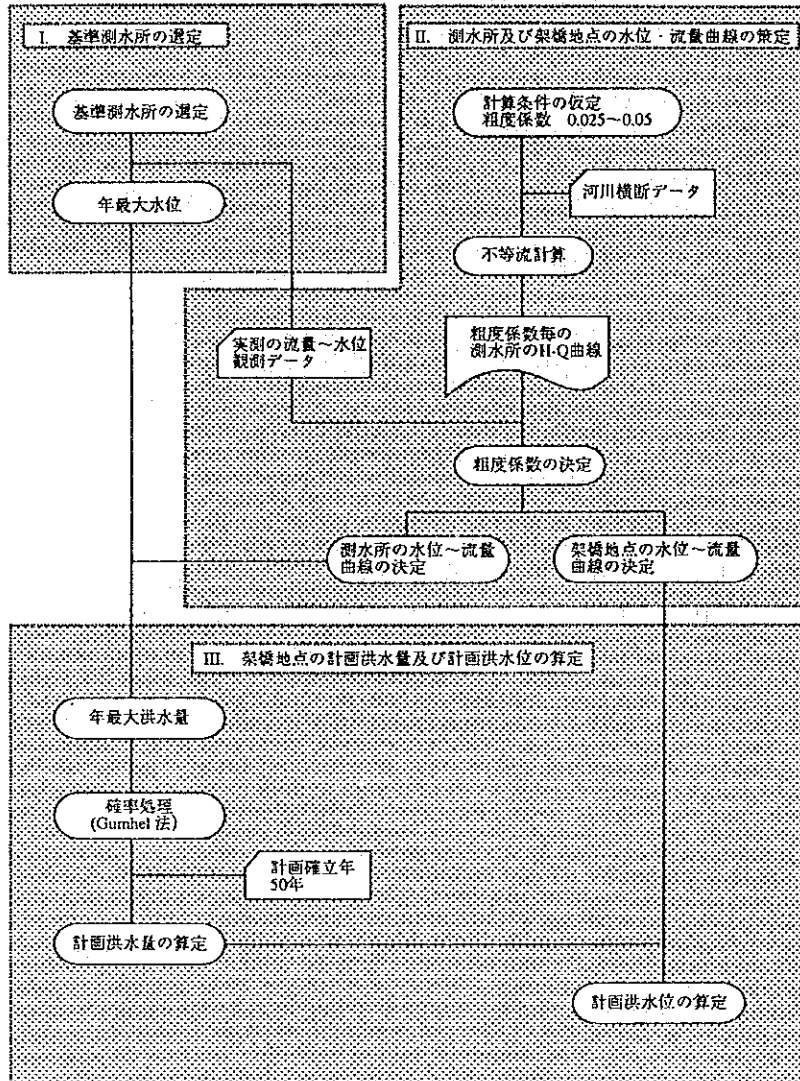 I. 基準測水所の選定
基準測水所の選定
年最大水位
II. 測水所及び架橋地点の水位・流量曲線の策定
計算条件の仮定
粗度係数 0.025～0.05
河川横断データ
不等流計算
実測の流量～水位
観測データ
粗度係数毎の
測水所のH-Q曲線
粗度係数の決定
測水所の水位～流量
曲線の決定
架橋地点の水位～流量
曲線の決定
III. 架橋地点の計画洪水量及び計画洪水位の算定
年最大洪水量
確率処理
(Gumhel 法)
計画確立年
50年
計画洪水量の算定
計画洪水位の算定